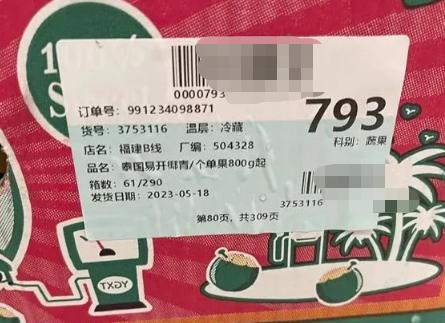 0000793
订单号: 991234098871
793
货号: 3753116 温层: 冷藏
店名: 福建B线 厂编: 504328
科别: 蔬果
品名: 泰国易开椰青/个单果800g起
箱数: 61/290
发货日期: 2023-05-18
3753116
第80页, 共309页
TXGY